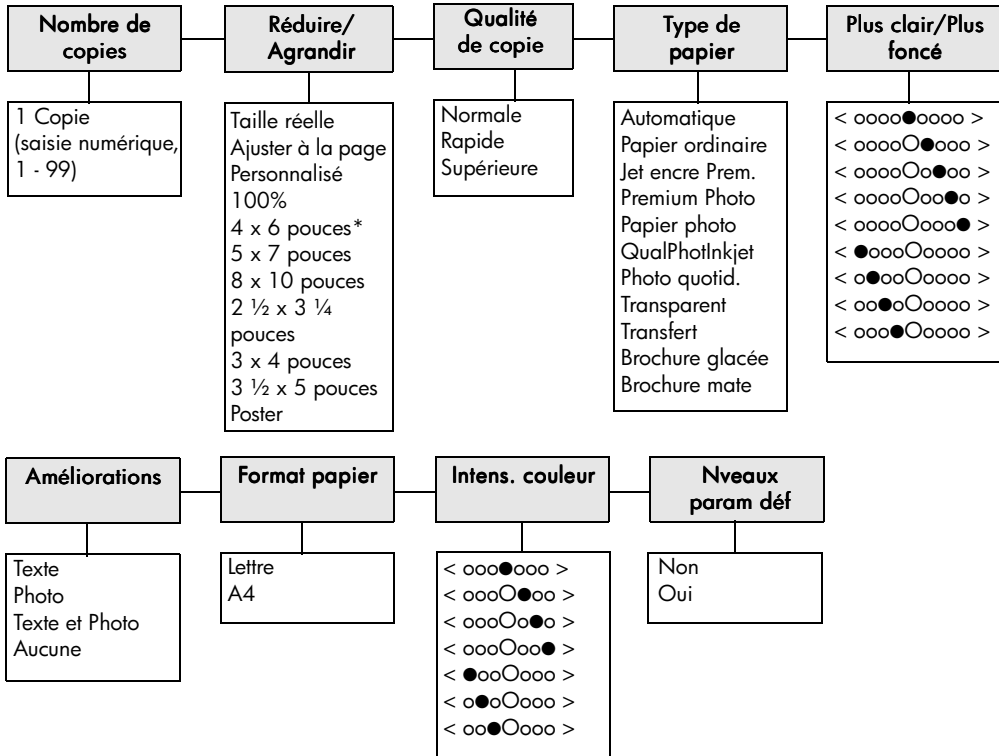 Nombre de
copies
Réduire/
Agrandir
Qualité
de copie
Type de
papier
Plus clair/Plus
foncé
1 Copie
(saisie numérique,
1 - 99)
Taille réelle
Ajuster à la page
Personnalisé
100%
4 x 6 pouces*
5 x 7 pouces
8 x 10 pouces
2 ½ x 3 ¼
pouces
3 x 4 pouces
3 ½ x 5 pouces
Poster
Normale
Rapide
Supérieure
Automatique
Papier ordinaire
Jet encre Prem.
Premium Photo
Papier photo
QualPhotInkjet
Photo quotid.
Transparent
Transfert
Brochure glacée
Brochure mate
< oooo●oooo >
< ooooO●ooo >
< ooooOo●oo >
< ooooOoo●o >
< ooooOooo● >
< ●oooOoooo >
< o●ooOoooo >
< oo●oOoooo >
< ooo●Ooooo >
Améliorations
Format papier
Intens. couleur
Nveaux
param déf
Texte
Photo
Texte et Photo
Aucune
Lettre
A4
< ooo●ooo >
< oooO●oo >
< oooOo●o >
< oooOoo● >
< ●ooOooo >
< o●oOooo >
< oo●Oooo >
Non
Oui